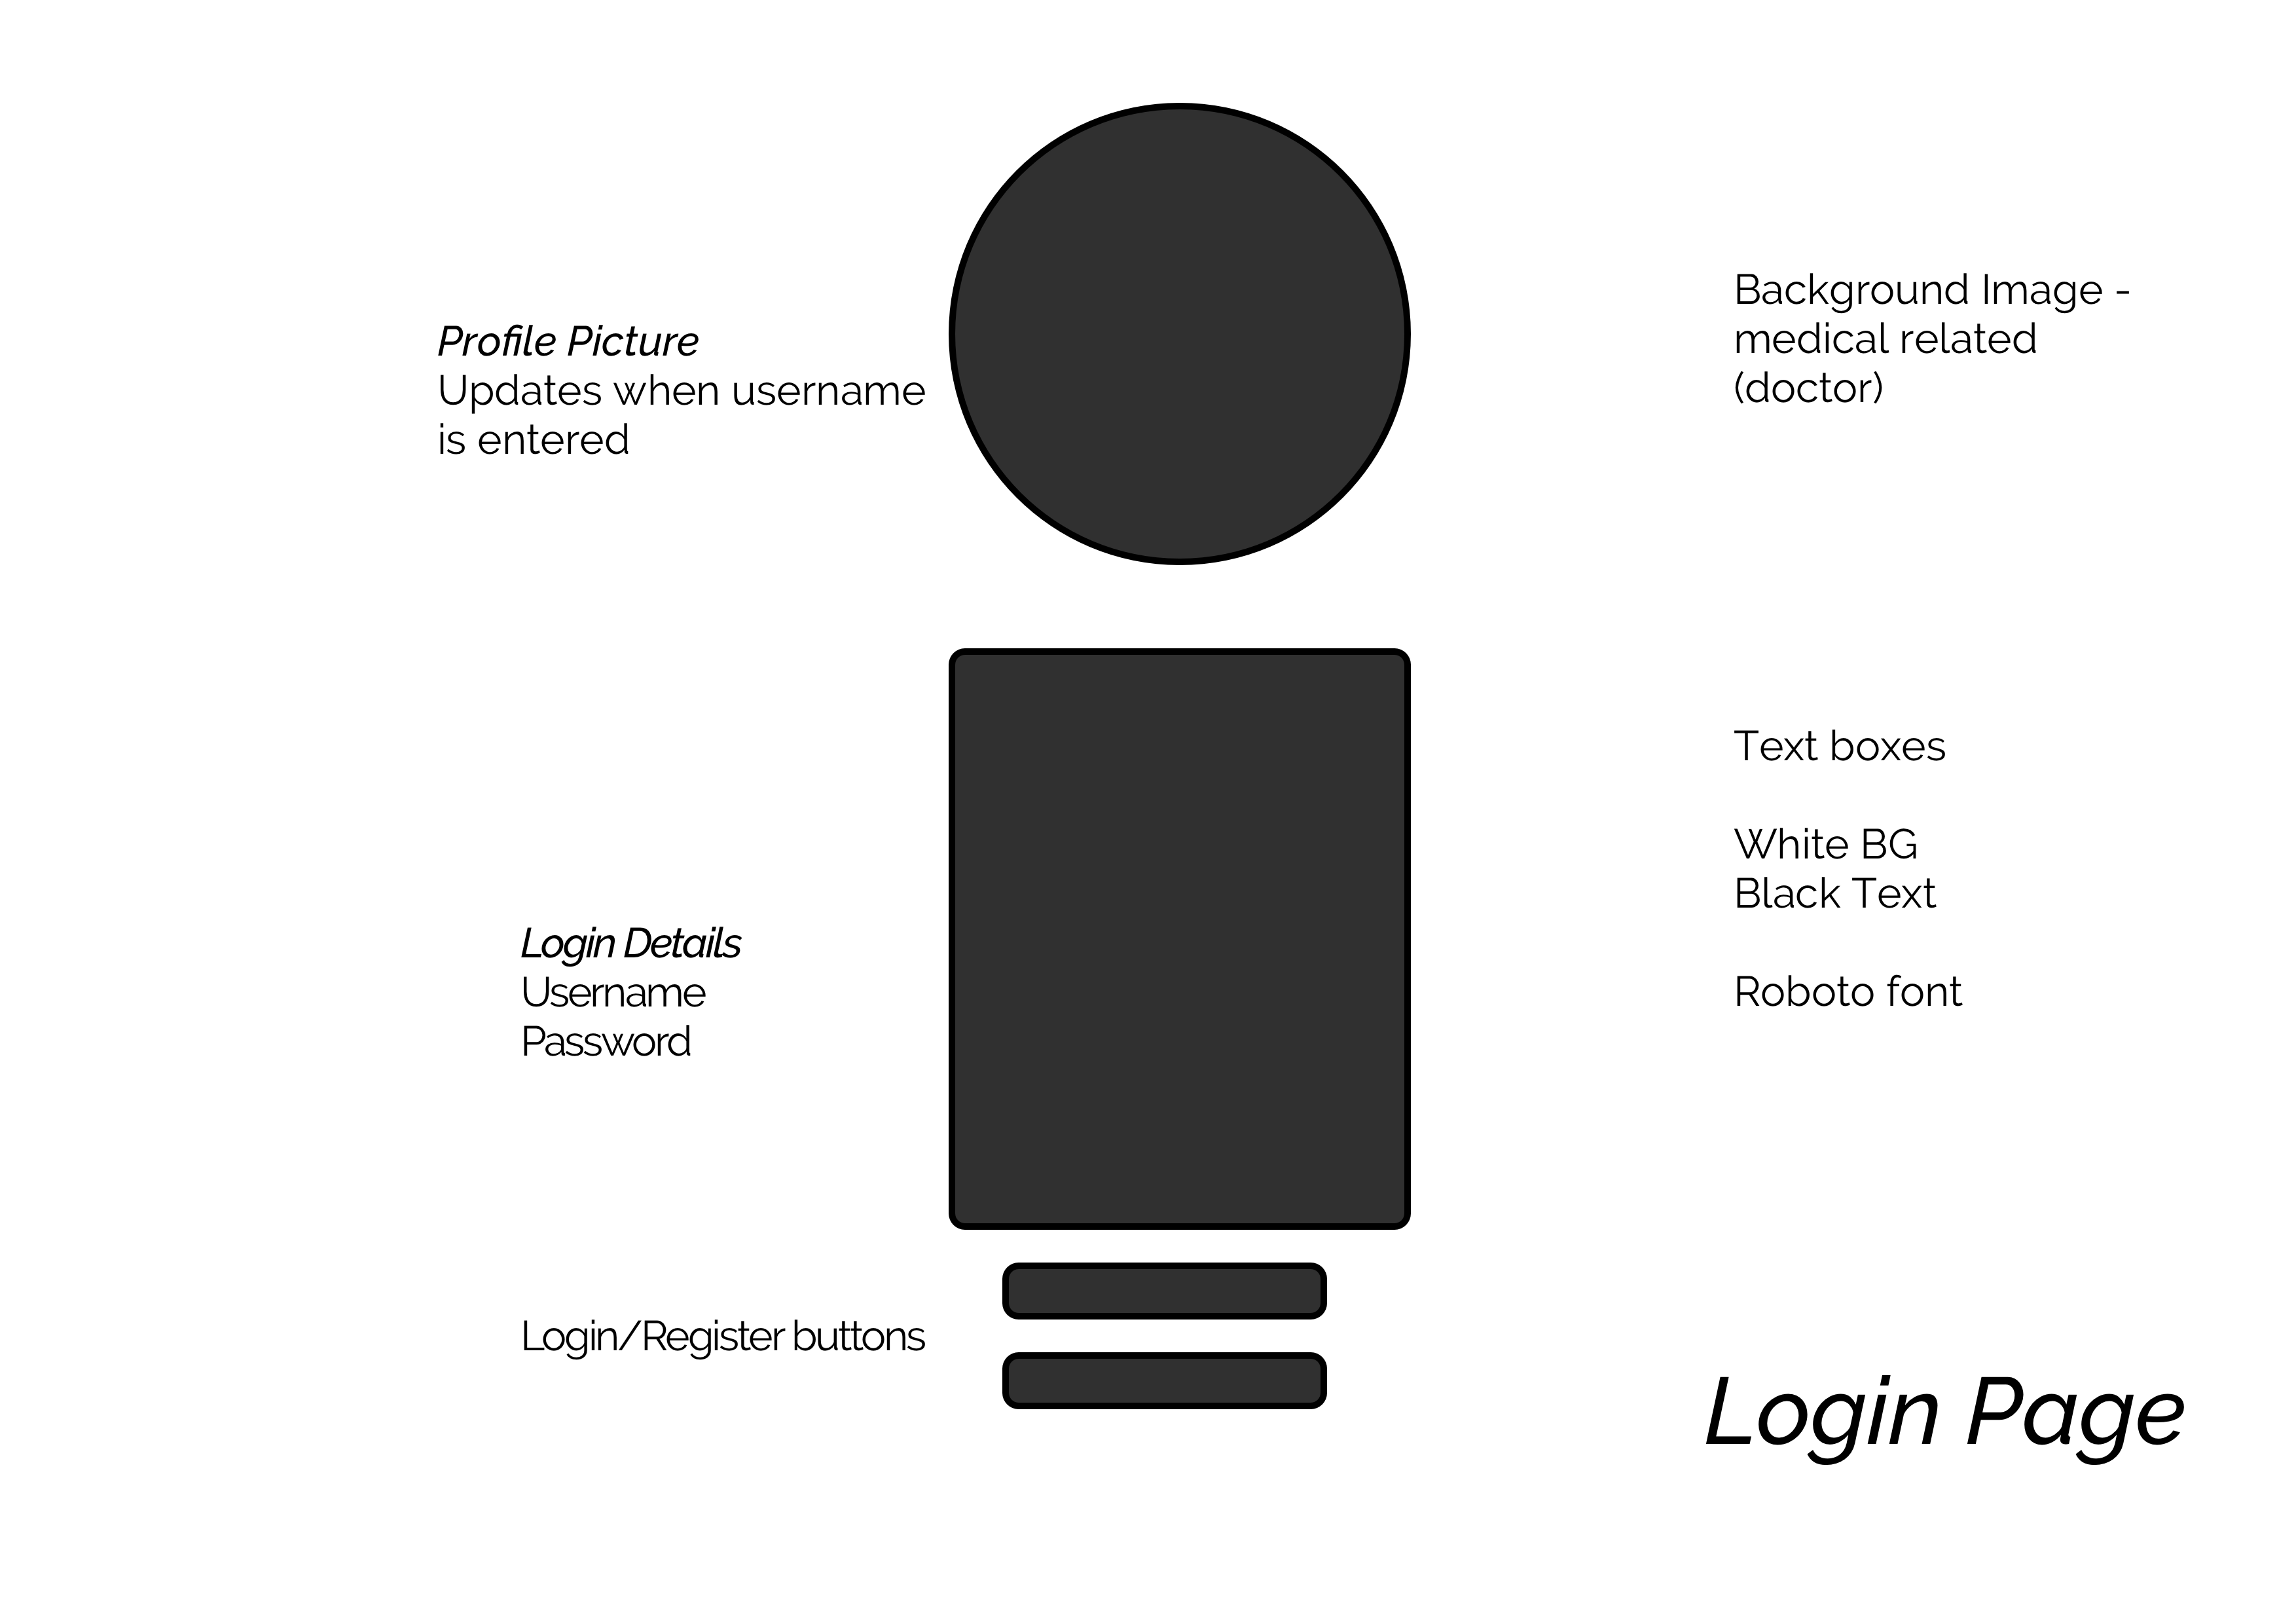 Profile Picture
Updates when username
is entered
Background Image -
medical related
(doctor)
Text boxes
White BG
Black Text
Roboto font
Login Details
Username
Password
Login/Register buttons
Login Page